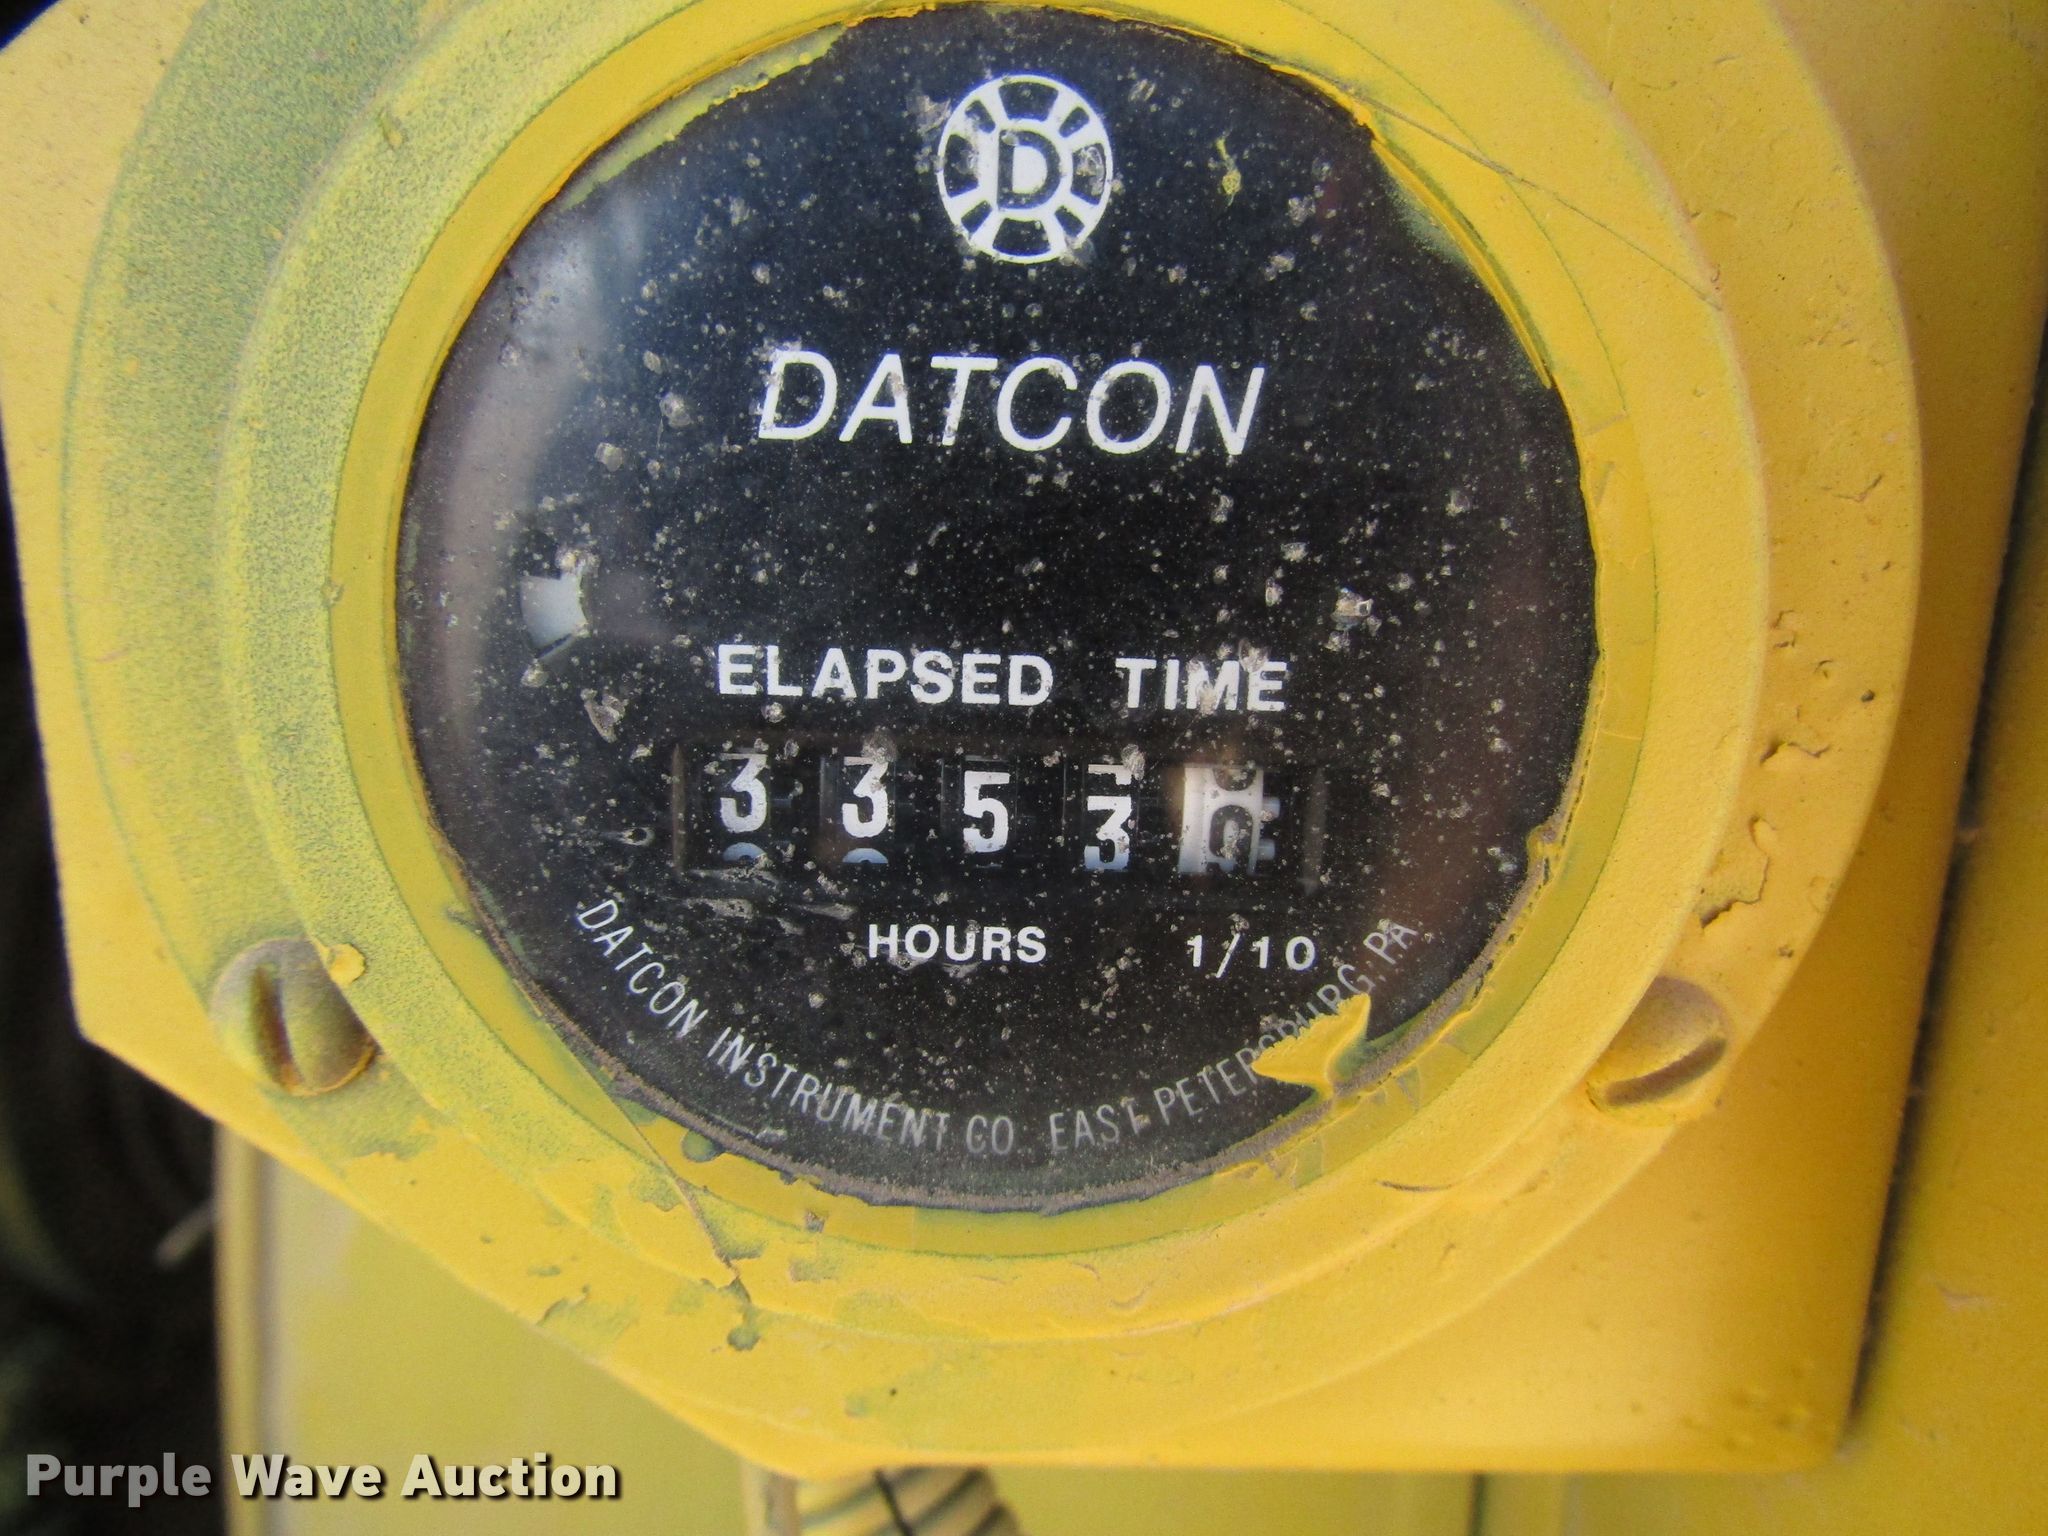 D
DATCON
ELAPSED TIME
3 3 5 3
HOURS 1/10
DATCON INSTRUMENT CO. EAST PETERSBURG, PA
Purple Wave Auction